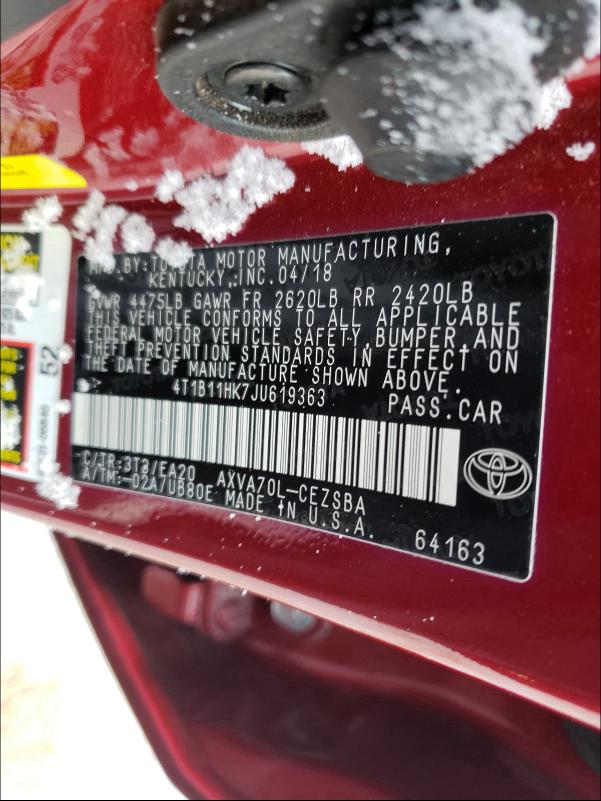 MFD.BY:TOYOTA MOTOR MANUFACTURING,
KENTUCKY,INC.04/18
GVWR 4475LB GAWR FR 2620LB RR 2420LB
THIS VEHICLE CONFORMS TO ALL APPLICABLE
FEDERAL MOTOR VEHICLE SAFETY,BUMPER,AND
THEFT PREVENTION STANDARDS IN EFFECT ON
THE DATE OF MANUFACTURE SHOWN ABOVE.
4T1B11HK7JU619363 PASS.CAR
C/TR:3T3/EA20 AXVA70L-CEZSBA
A/TM:-D2A/UB80E MADE IN U.S.A.
64163
52